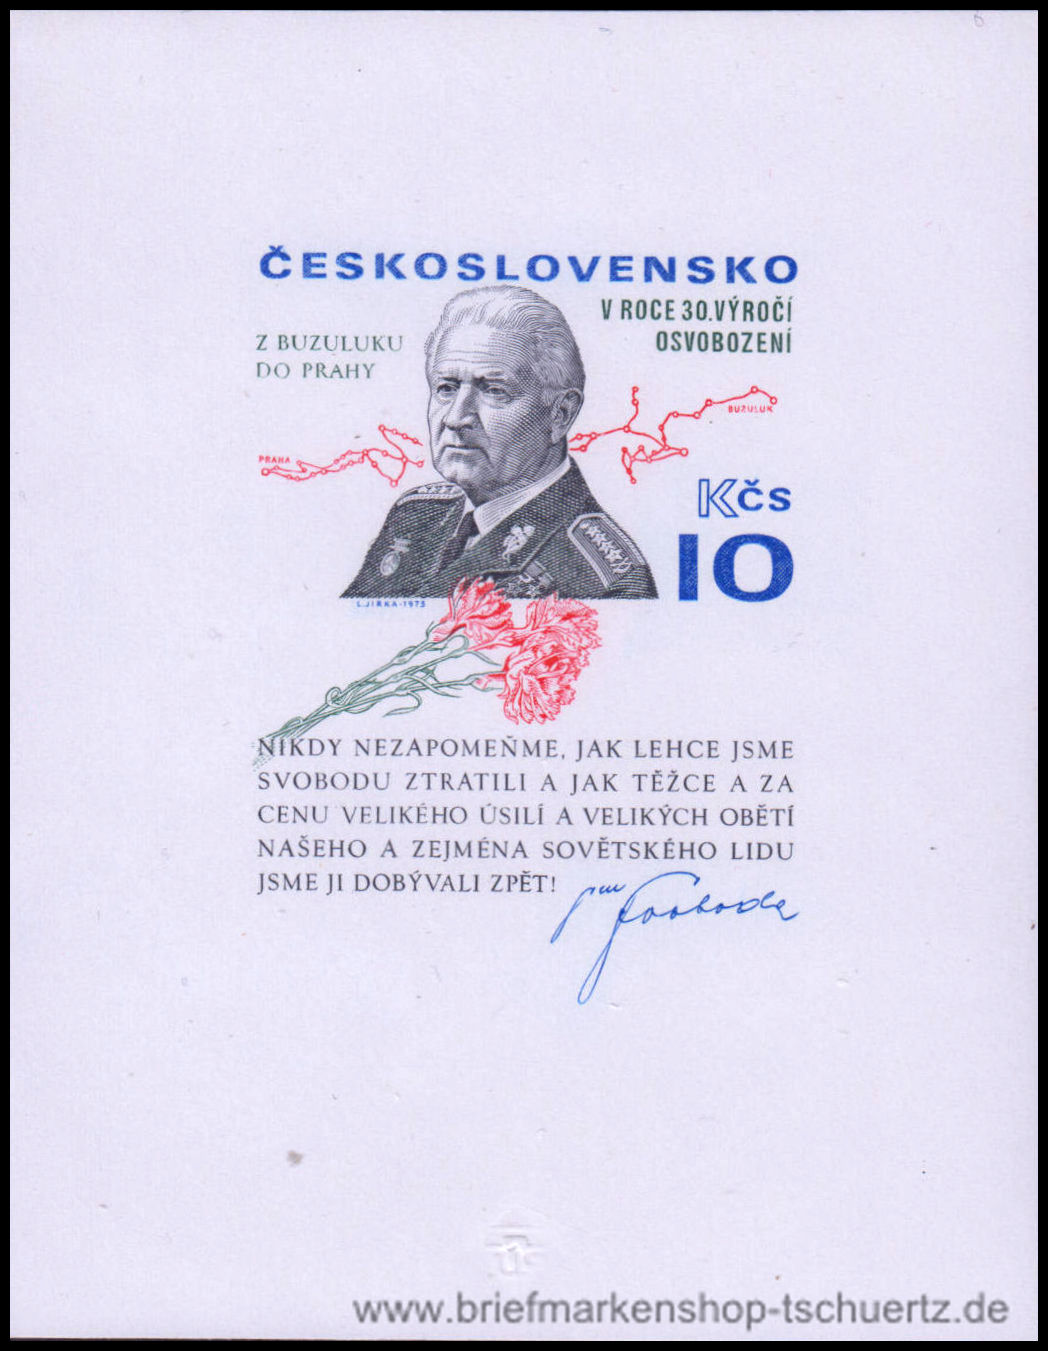 ČESKOSLOVENSKO
V ROCE 30.VÝROČÍ
OSVOBOZENÍ
Z BUZULUKU
DO PRAHY
BUZULUK
PRAHA
Kčs
10
L.JIRKA-1975
NIKDY NEZAPOMEŇME, JAK LEHCE JSME
SVOBODU ZTRATILI A JAK TĚŽCE A ZA
CENU VELIKÉHO ÚSILÍ A VELIKÝCH OBĚTÍ
NAŠEHO A ZEJMÉNA SOVĚTSKÉHO LIDU
JSME JI DOBÝVALI ZPĚT!
Svoboda
www.briefmarkenshop-tschuertz.de